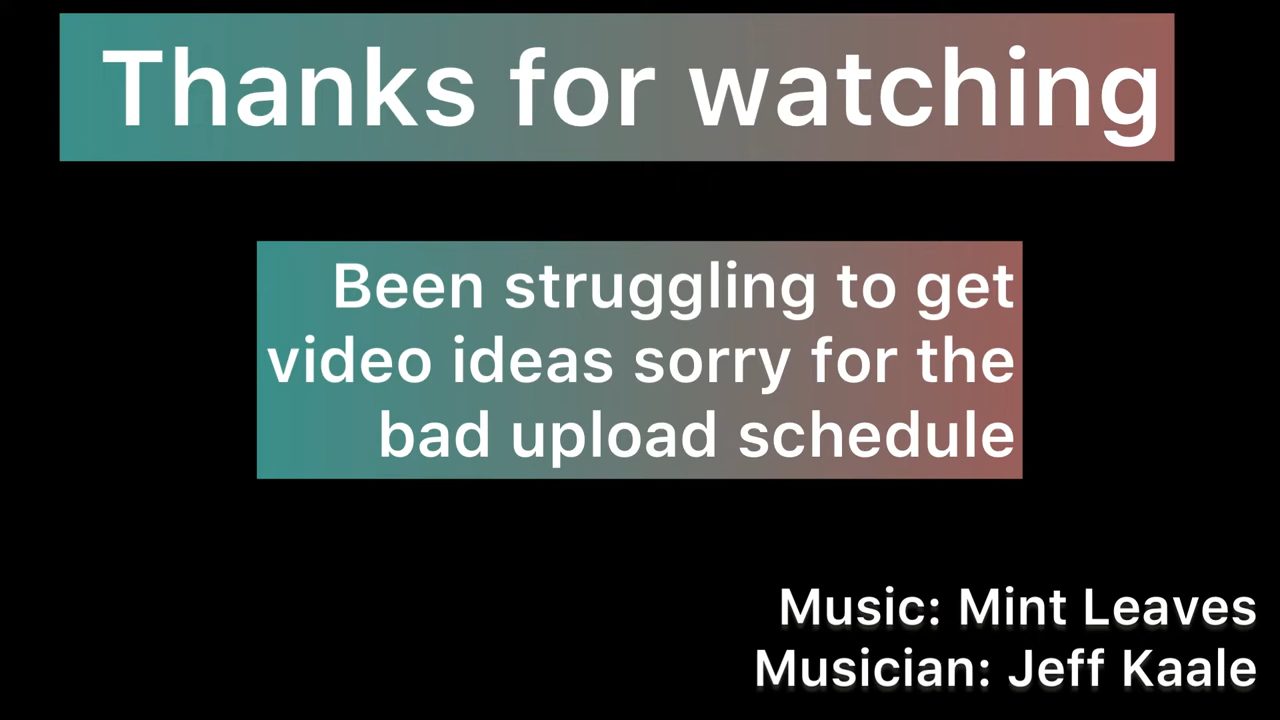 Thanks for watching
Been struggling to get
video ideas sorry for the
bad upload schedule
Music: Mint Leaves
Musician: Jeff Kaale